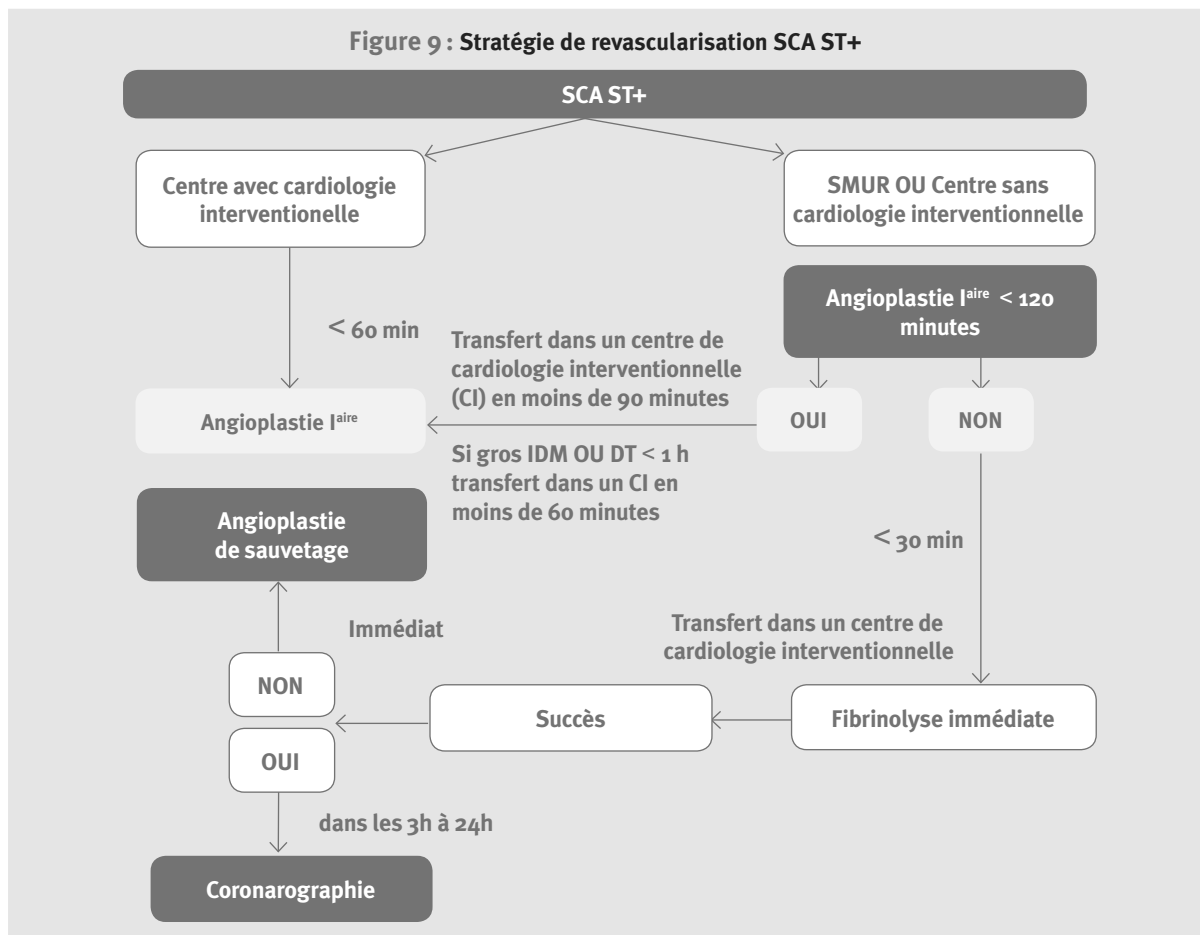 Figure 9 : Stratégie de revascularisation SCA ST+
SCA ST+
Centre avec cardiologie
interventionelle
SMUR OU Centre sans
cardiologie interventionnelle
Angioplastie Iaire < 120
minutes
< 60 min
Transfert dans un centre de
cardiologie interventionnelle
(CI) en moins de 90 minutes
Angioplastie Iaire
OUI
NON
Si gros IDM OU DT < 1 h
transfert dans un CI en
moins de 60 minutes
Angioplastie
de sauvetage
< 30 min
Immédiat
Transfert dans un centre de
cardiologie interventionnelle
NON
Succès
Fibrinolyse immédiate
OUI
dans les 3h à 24h
Coronarographie